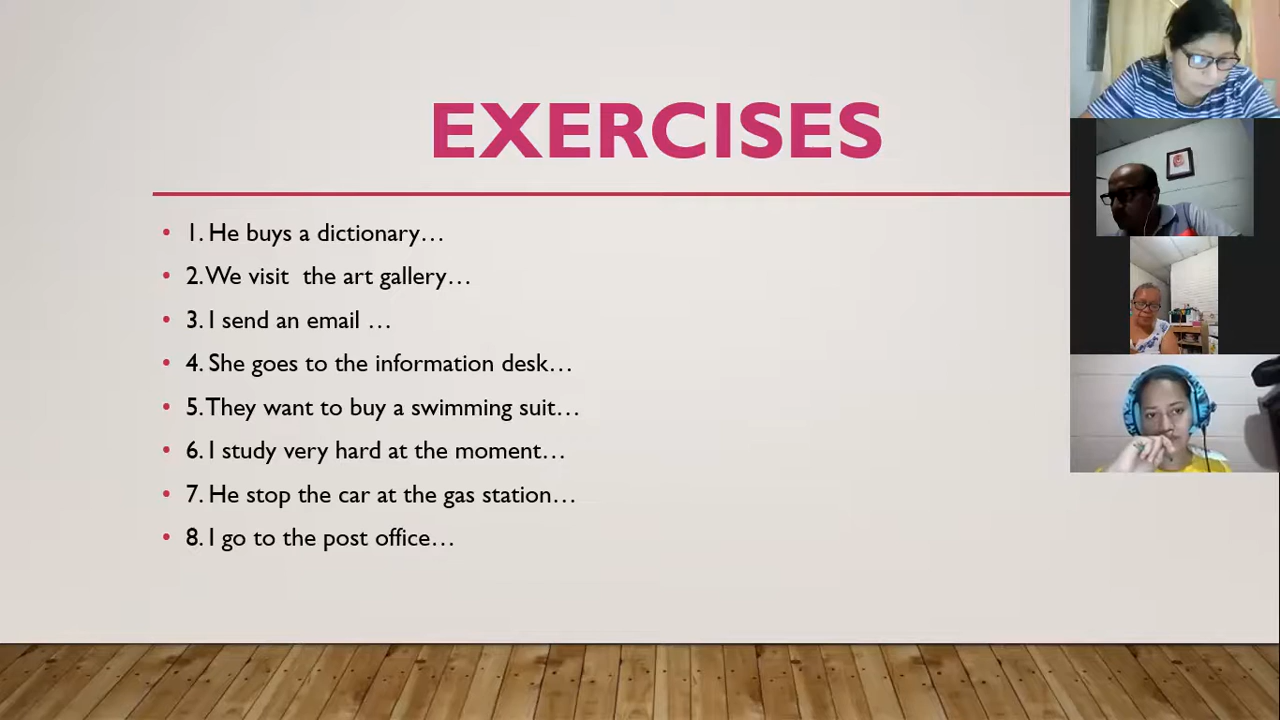 EXERCISES
• 1. He buys a dictionary…
• 2. We visit the art gallery…
• 3. I send an email …
• 4. She goes to the information desk…
• 5. They want to buy a swimming suit…
• 6. I study very hard at the moment…
• 7. He stop the car at the gas station…
• 8. I go to the post office…